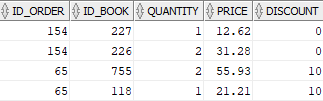 ID_ORDER ID_BOOK QUANTITY PRICE DISCOUNT
154 227 1 12.62 0
154 226 2 31.28 0
65 755 2 55.93 10
65 118 1 21.21 10